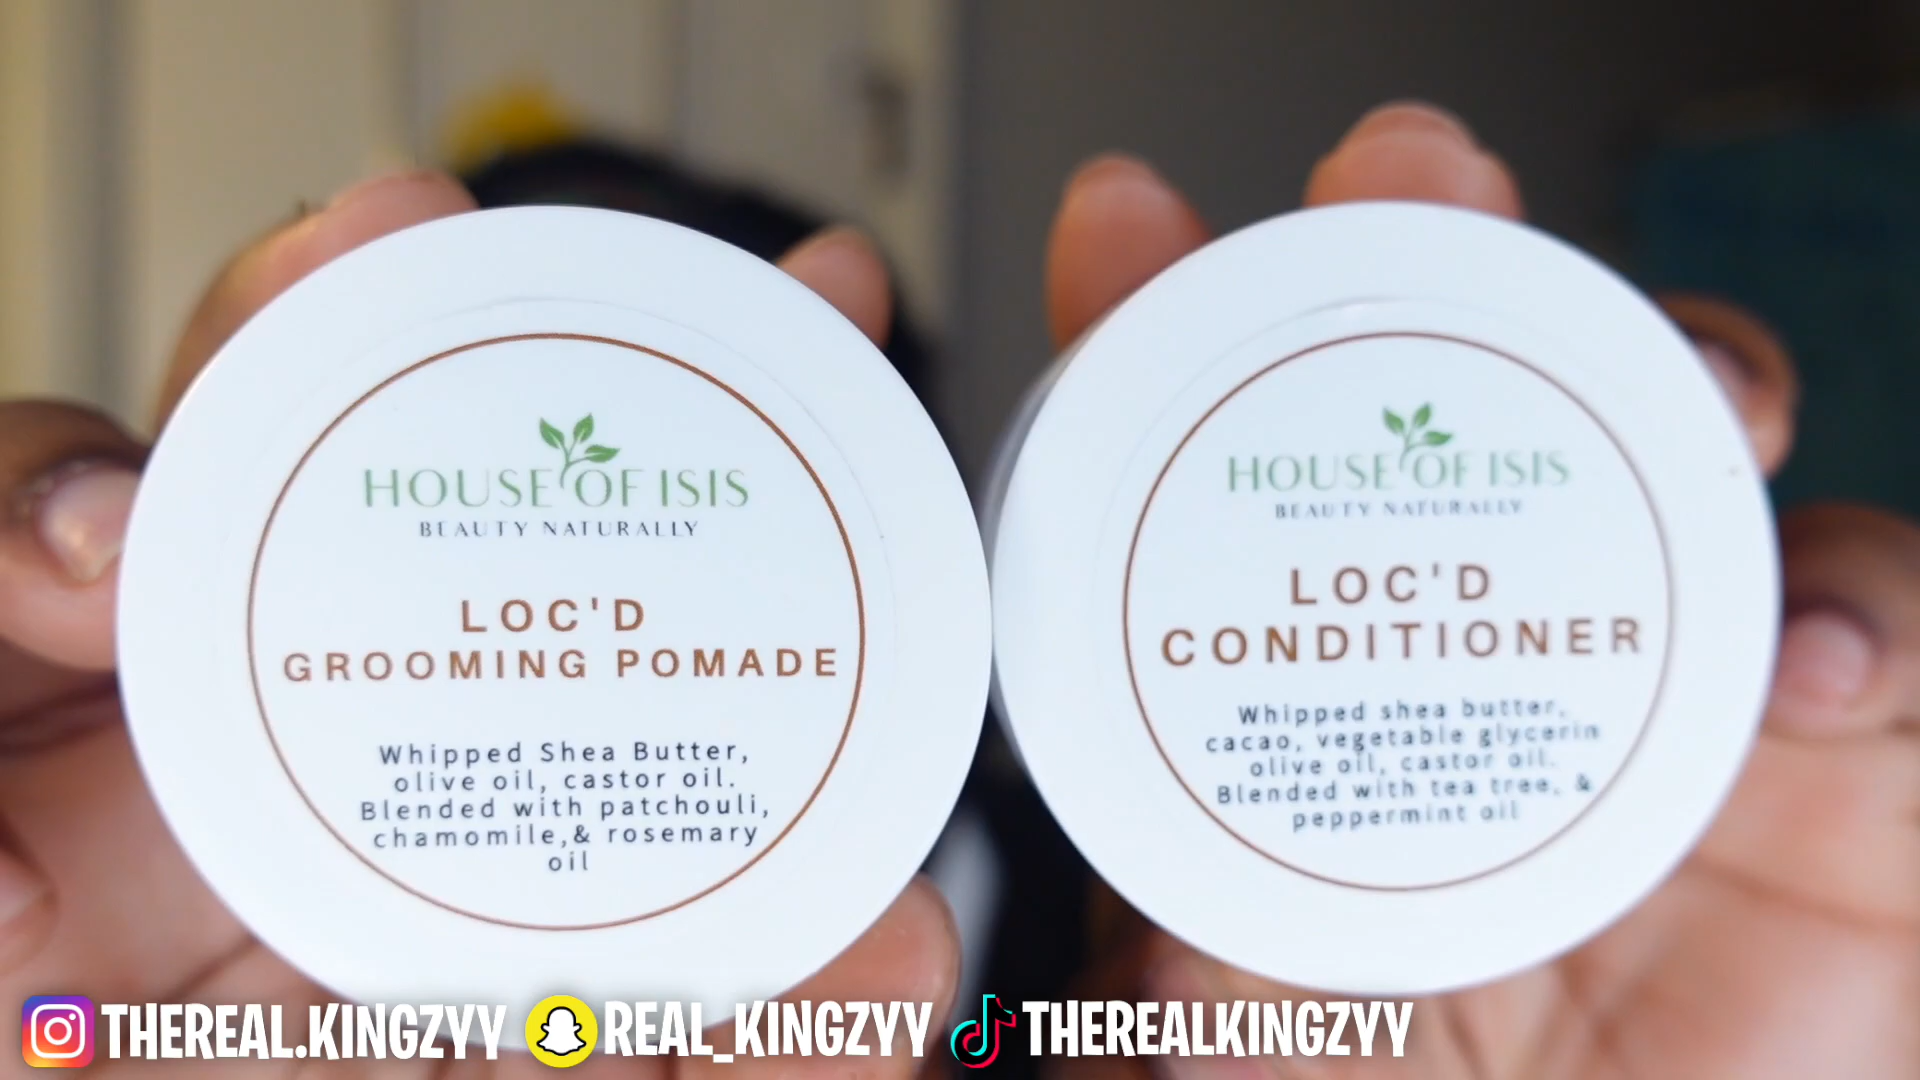 HOUSE OF ISIS
BEAUTY NATURALLY
LOC'D
GROOMING POMADE
Whipped Shea Butter,
olive oil, castor oil.
Blended with patchouli,
chamomile,& rosemary
oil
HOUSE OF ISIS
BEAUTY NATURALLY
LOC'D
CONDITIONER
Whipped shea butter,
cacao, vegetable glycerin
olive oil, castor oil.
Blended with tea tree, &
peppermint oil
THEREAL.KINGZYY REAL_KINGZYY THEREALKINGZYY